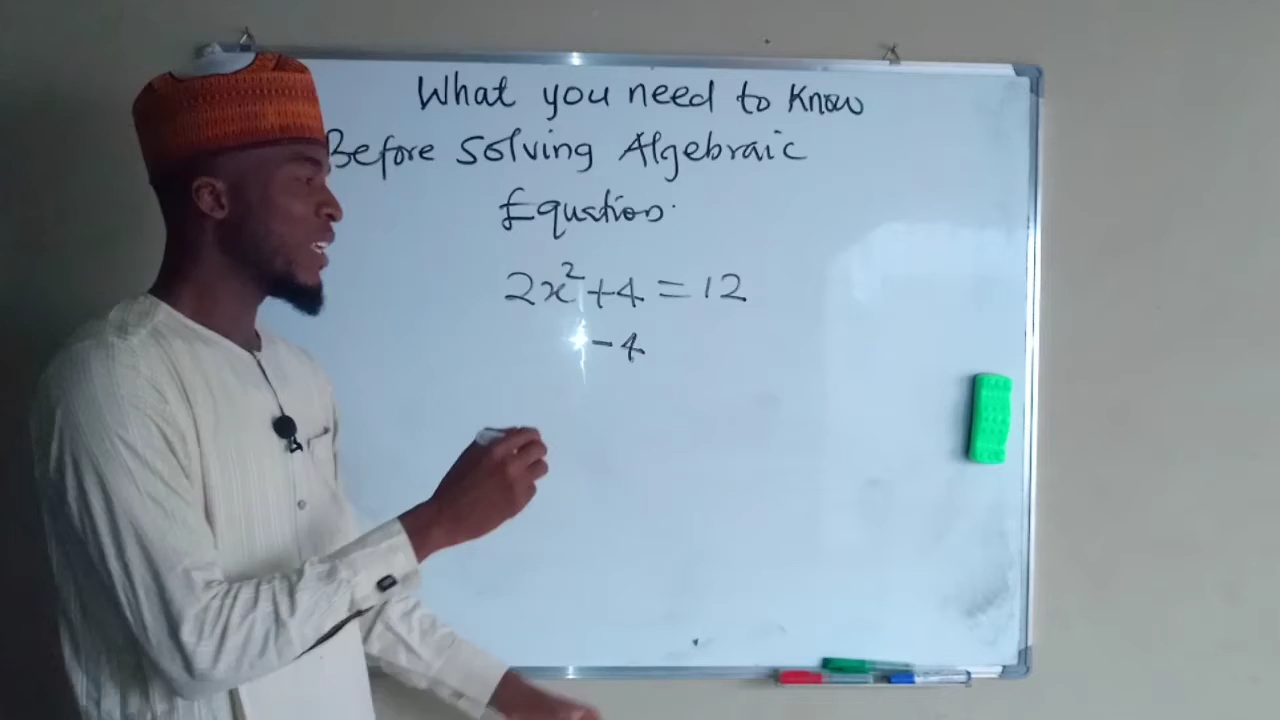 What you need to Know
Before Solving Algebraic
Equation.
2x²+4=12
-4